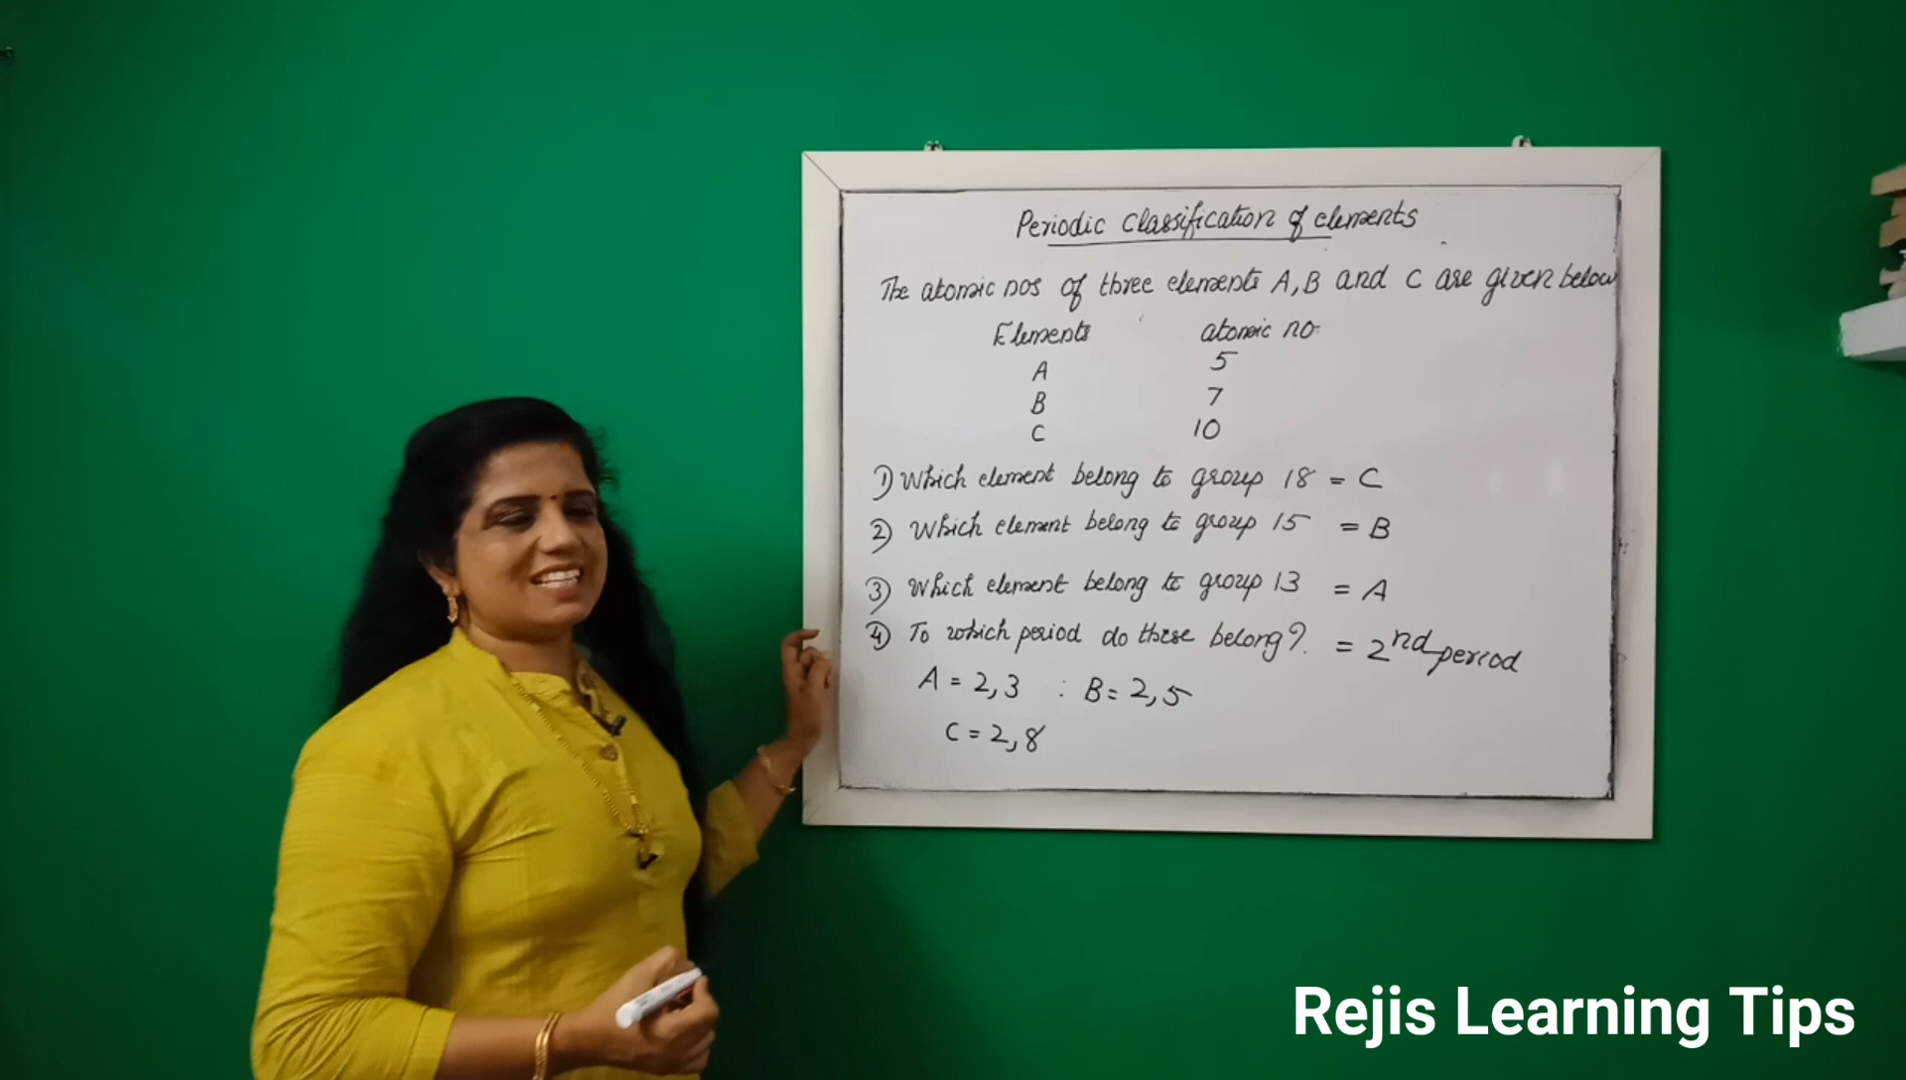 Periodic Classification of elements
The atomic nos of three elements A, B and C are given below
Elements atomic no:
A 5
B 7
C 10
1) Which element belong to group 18 = C
2) Which element belong to group 15 = B
3) Which element belong to group 13 = A
4) To which period do these belong? = 2nd period
A = 2,3 : B = 2,5
C = 2,8
Rejis Learning Tips